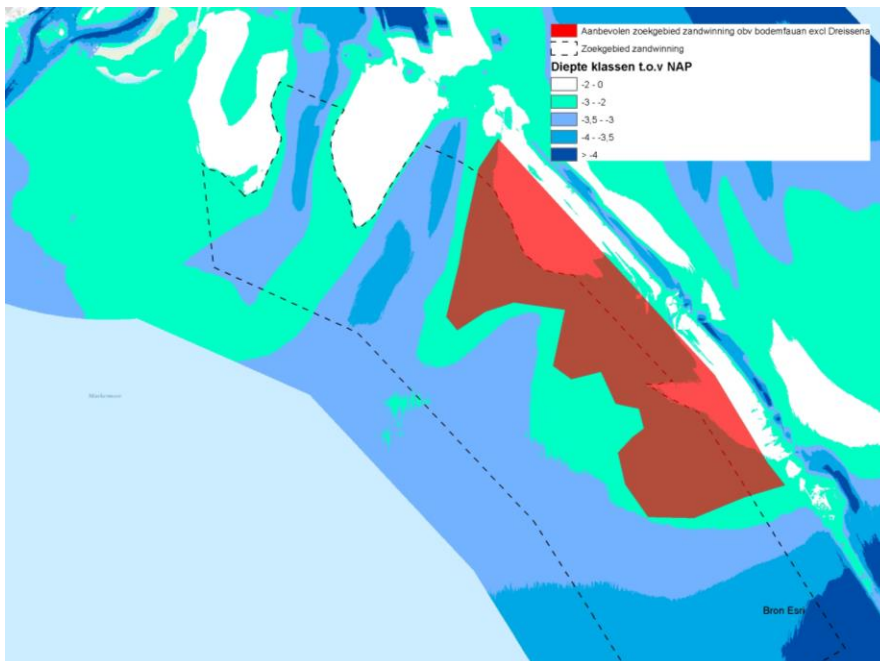 Aanbevolen zoekgebied zandwinning obv bodemfauan excl Dreissena
Zoekgebied zandwinning
Diepte klassen t.o.v NAP
-2 - 0
-3 - -2
-3,5 - -3
-4 - -3,5
> -4
Markermeer
Bron Esri